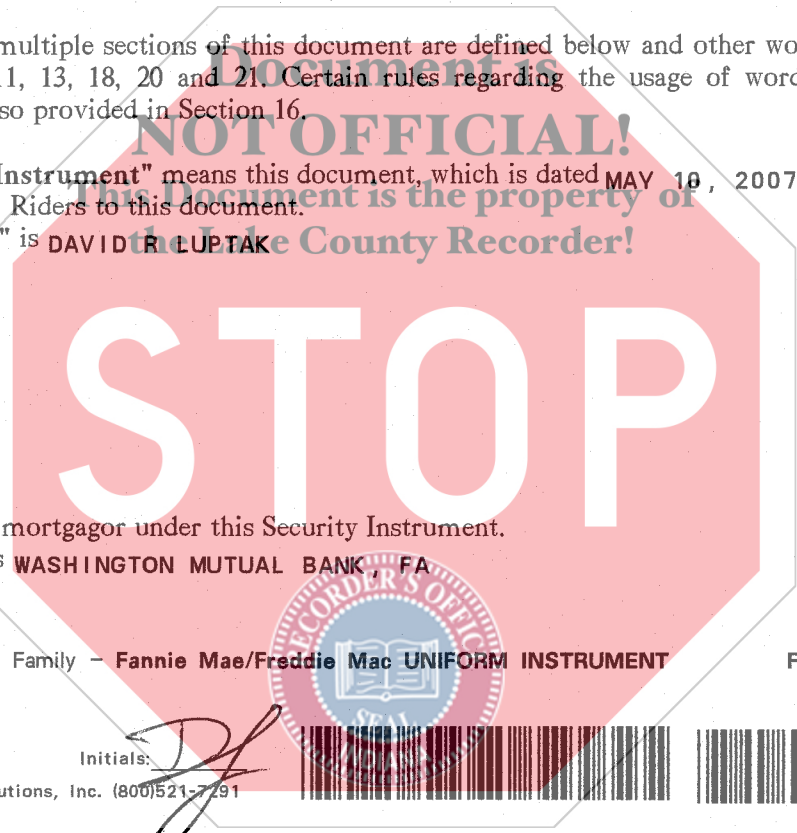 multiple sections of this document are defined below and other wo
11, 13, 18, 20 and 21. Certain rules regarding the usage of word
so provided in Section 16.
Document is
NOT OFFICIAL!
This Document is the property of
the Lake County Recorder!
Instrument" means this document, which is dated MAY 10, 2007
Riders to this document.
" is DAVID R LUPTAK
STOP
mortgagor under this Security Instrument.
s WASHINGTON MUTUAL BANK, FA
RECORDER'S OFFICE
SEAL
INDIANA
Family – Fannie Mae/Freddie Mac UNIFORM INSTRUMENT F
Initials:
utions, Inc. (800)521-7291